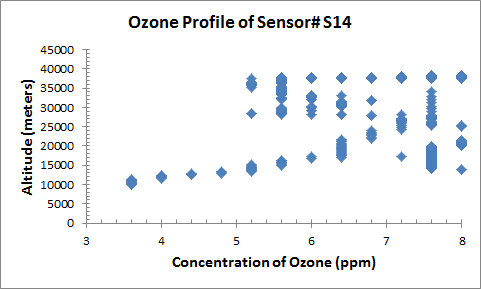 Ozone Profile of Sensor# S14
Altitude (meters)
45000
40000
35000
30000
25000
20000
15000
10000
5000
0
3 4 5 6 7 8
Concentration of Ozone (ppm)